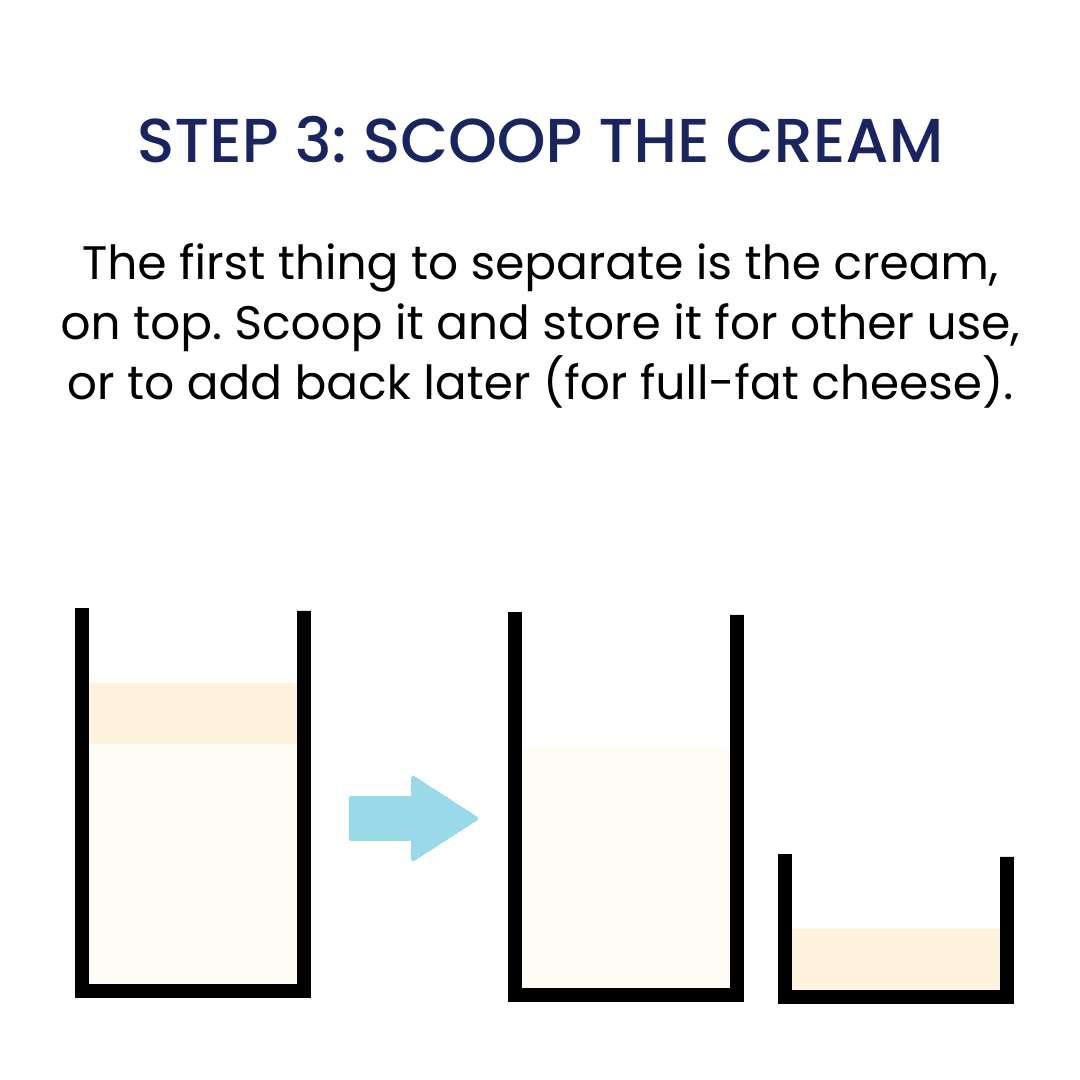 STEP 3: SCOOP THE CREAM
The first thing to separate is the cream,
on top. Scoop it and store it for other use,
or to add back later (for full-fat cheese).